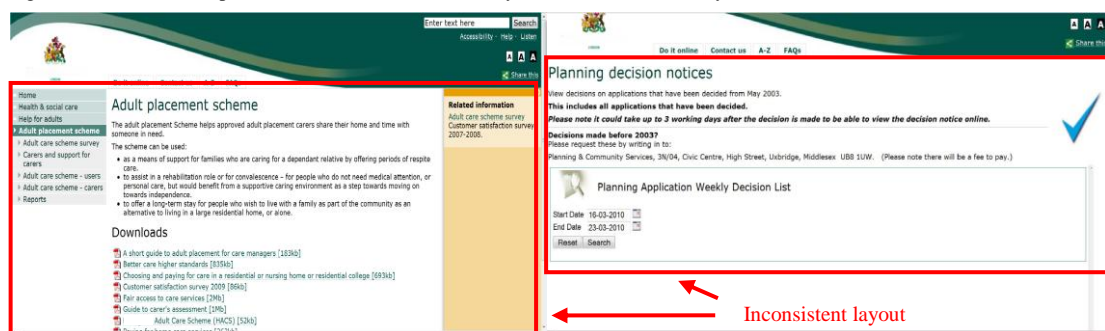 Enter text here Search
Accessibility - Help - Listen
A A A
Share this
Home
Health & social care
Help for adults
Adult placement scheme
Adult care scheme survey
Carers and support for
carers
Adult care scheme - users
Adult care scheme - carers
Reports
Adult placement scheme
The adult placement Scheme helps approved adult placement carers share their home and time with
someone in need.
The scheme can be used:
• as a means of support for families who are caring for a dependant relative by offering periods of respite
care.
• to assist in a rehabilitation role or for convalescence – for people who do not need medical attention, or
personal care, but would benefit from a supportive caring environment as a step towards moving on
towards independence.
• to offer a long-term stay for people who wish to live with a family as part of the community as an
alternative to living in a large residential home, or alone.
Downloads
A short guide to adult placement for care managers [183kb]
Better care higher standards [835kb]
Choosing and paying for care in a residential or nursing home or residential college [693kb]
Customer satisfaction survey 2009 [86kb]
Fair access to care services [2Mb]
Guide to carer's assessment [1Mb]
Adult Care Scheme (HACS) [52kb]
Related information
Adult care scheme survey
Customer satisfaction survey
2007-2008.
A A A
Share this
Do it online Contact us A-Z FAQs
Planning decision notices
View decisions on applications that have been decided from May 2003.
This includes all applications that have been decided.
Please note it could take up to 3 working days after the decision is made to be able to view the decision notice online.
Decisions made before 2003?
Please request these by writing in to:
Planning & Community Services, 3N/04, Civic Centre, High Street, Uxbridge, Middlesex UB8 1UW. (Please note there will be a fee to pay.)
Planning Application Weekly Decision List
Start Date 16-03-2010
End Date 23-03-2010
Reset Search
Inconsistent layout